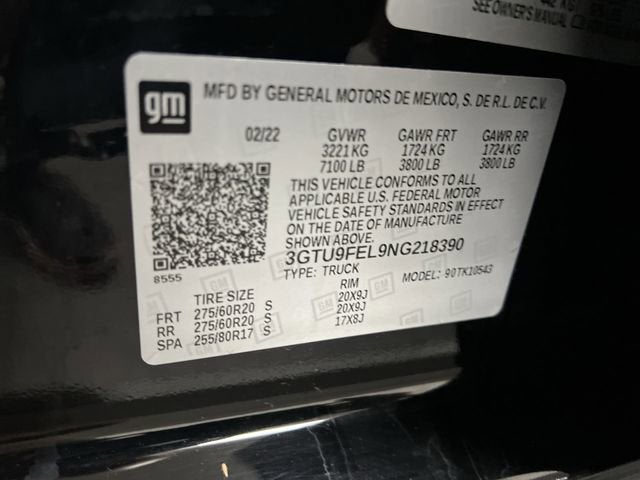 442 KG
SEE OWNER'S MANUAL
gm MFD BY GENERAL MOTORS DE MEXICO, S. DE R.L. DE C.V.
02/22 GVWR GAWR FRT GAWR RR
3221 KG 1724 KG 1724 KG
7100 LB 3800 LB 3800 LB
THIS VEHICLE CONFORMS TO ALL
APPLICABLE U.S. FEDERAL MOTOR
VEHICLE SAFETY STANDARDS IN EFFECT
ON THE DATE OF MANUFACTURE
SHOWN ABOVE.
3GTU9FEL9NG218390
8555
TYPE: TRUCK MODEL: 90TK10543
TIRE SIZE RIM
FRT 275/60R20 S 20X9J
RR 275/60R20 S 20X9J
SPA 255/80R17 S 17X8J